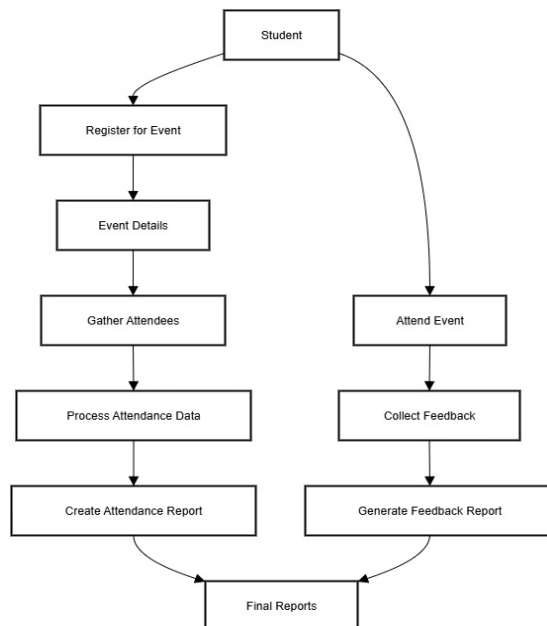 Student
Register for Event
Event Details
Gather Attendees
Attend Event
Process Attendance Data
Collect Feedback
Create Attendance Report
Generate Feedback Report
Final Reports